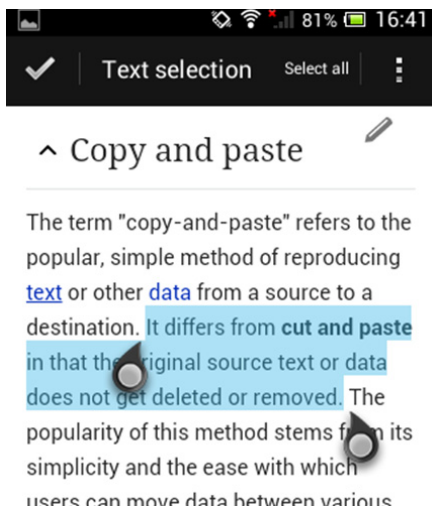 81% 16:41
Text selection Select all
Copy and paste
The term "copy-and-paste" refers to the
popular, simple method of reproducing
text or other data from a source to a
destination. It differs from cut and paste
in that the original source text or data
does not get deleted or removed. The
popularity of this method stems from its
simplicity and the ease with which
users can move data between various